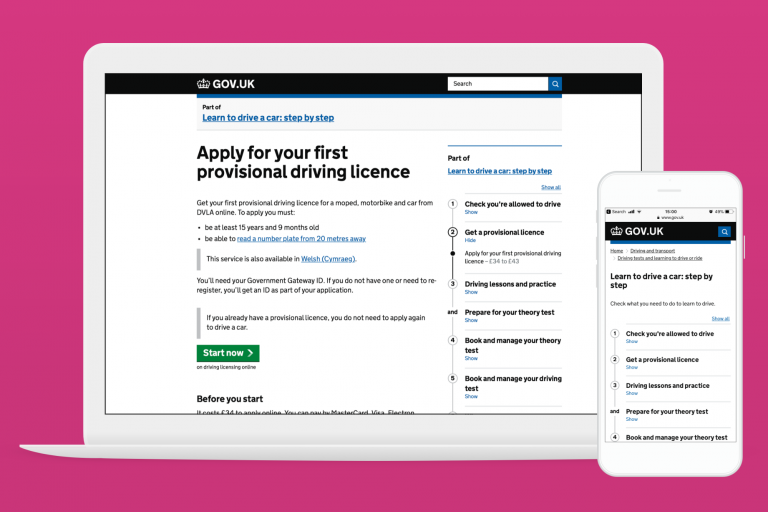 GOV.UK
Search
Part of
Learn to drive a car: step by step
Apply for your first
provisional driving licence
Get your first provisional driving licence for a moped, motorbike and car from
DVLA online. To apply you must:
• be at least 15 years and 9 months old
• be able to read a number plate from 20 metres away
This service is also available in Welsh (Cymraeg).
You'll need your Government Gateway ID. If you do not have one or need to re-
register, you'll get an ID as part of your application.
If you already have a provisional licence, you do not need to apply again
to drive a car.
Start now
on driving licensing online
Before you start
It costs £34 to apply online. You can pay by MasterCard, Visa, Electron,
Part of
Learn to drive a car: step by step
Show all
1 Check you're allowed to drive
Show
2 Get a provisional licence
Hide
Apply for your first provisional driving
licence – £34 to £43
3 Driving lessons and practice
Show
and Prepare for your theory test
Show
4 Book and manage your theory
test
Show
5 Book and manage your driving
test
Show
Search 15:00 49%
www.gov.uk
GOV.UK
Home Driving and transport
Driving tests and learning to drive or ride
Learn to drive a car: step by
step
Check what you need to do to learn to drive.
Show all
1 Check you're allowed to drive
Show
2 Get a provisional licence
Show
3 Driving lessons and practice
Show
and Prepare for your theory test
Show
4 Book and manage your theory test